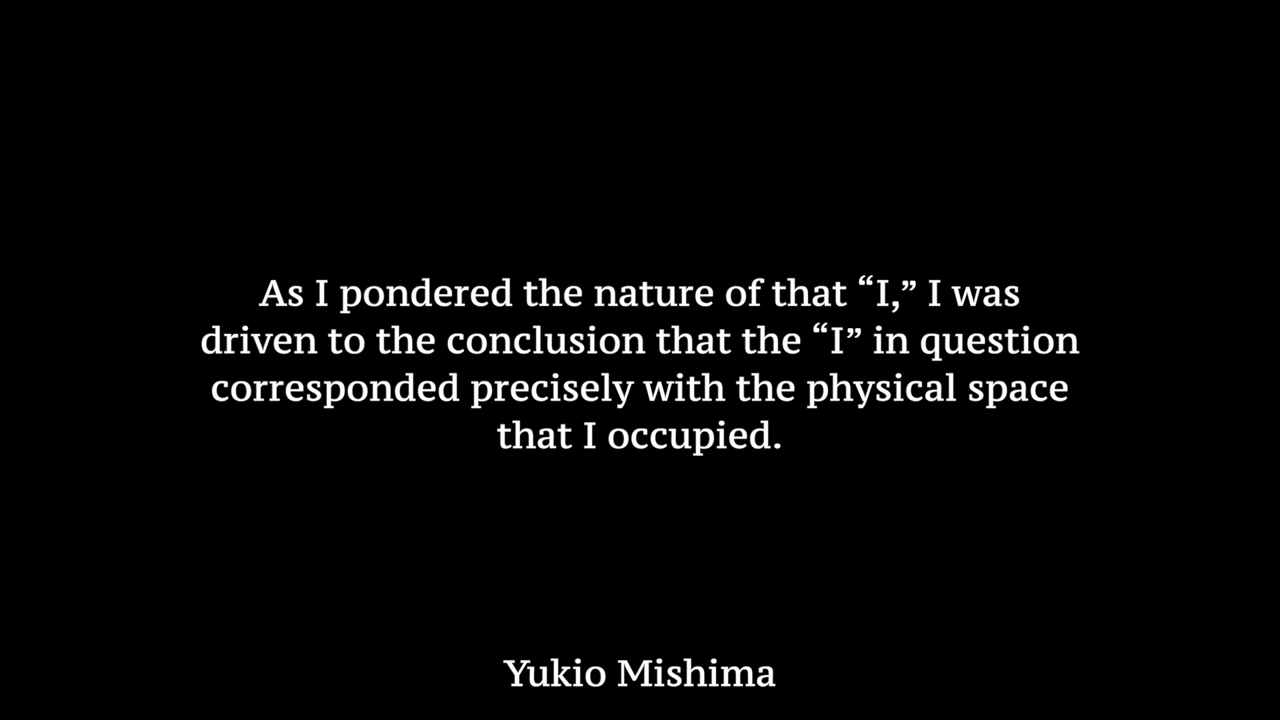 As I pondered the nature of that “I,” I was
driven to the conclusion that the “I” in question
corresponded precisely with the physical space
that I occupied.
Yukio Mishima